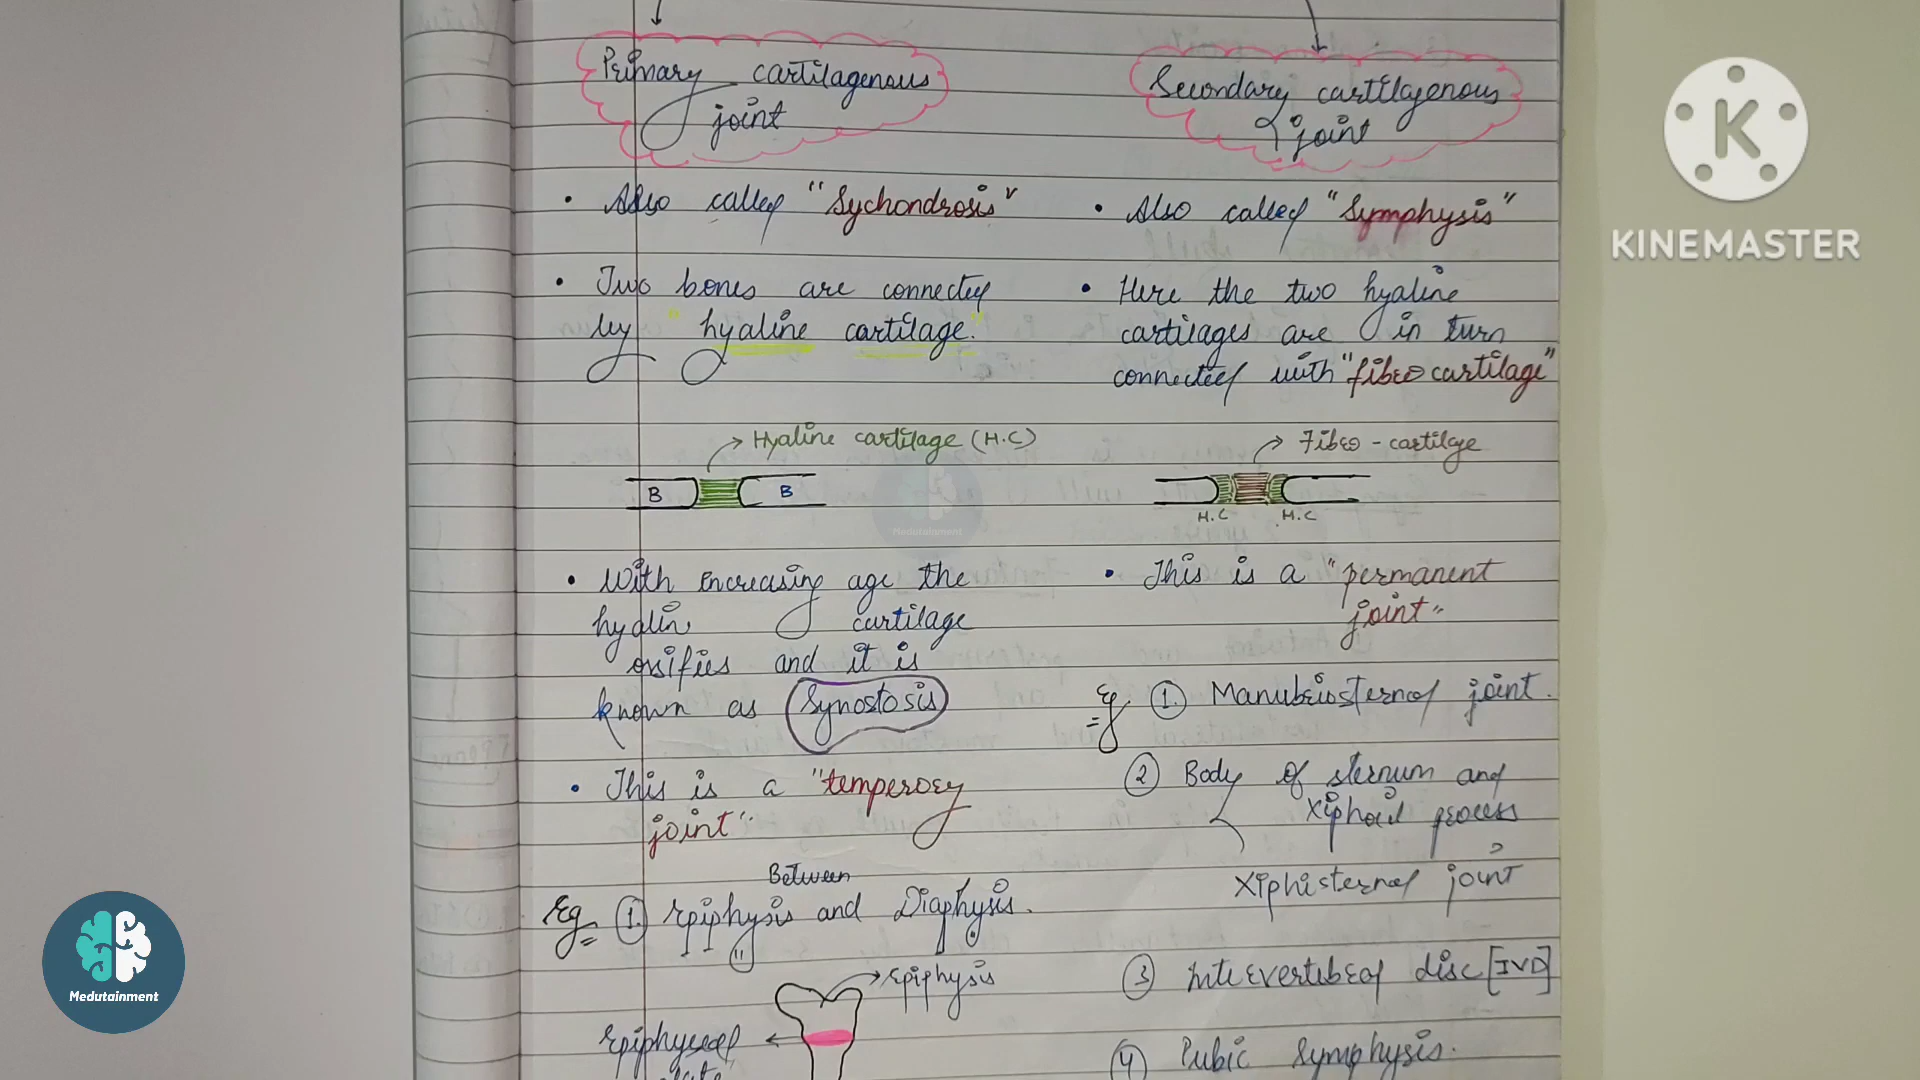 Primary cartilagenous
joint
• Also called "Sychondrosis"
• Two bones are connected
by "hyaline cartilage."
Hyaline cartilage (H.C)
B B
• With increasing age the
hyalin cartilage
ossifies and it is
known as Synostosis
• This is a "temperory
joint"
Between
Eg 1. Epiphysis and Diaphysis.
Epiphysis
Epiphyseal
plate
Secondary cartilagenous
joint
• Also called "Symphysis"
• Here the two hyaline
cartilages are in turn
connected with "fibrocartilage"
Fibro-cartilge
H.C H.C
• This is a "permanent
joint"
Eg 1. Manubriosternal joint.
2 Body of sternum and
Xiphoid process
Xiphisternal joint
3 Intervertebral disc [IVD]
4 Pubic Symphysis.
K
KINEMASTER
Medutainment
Medutainment